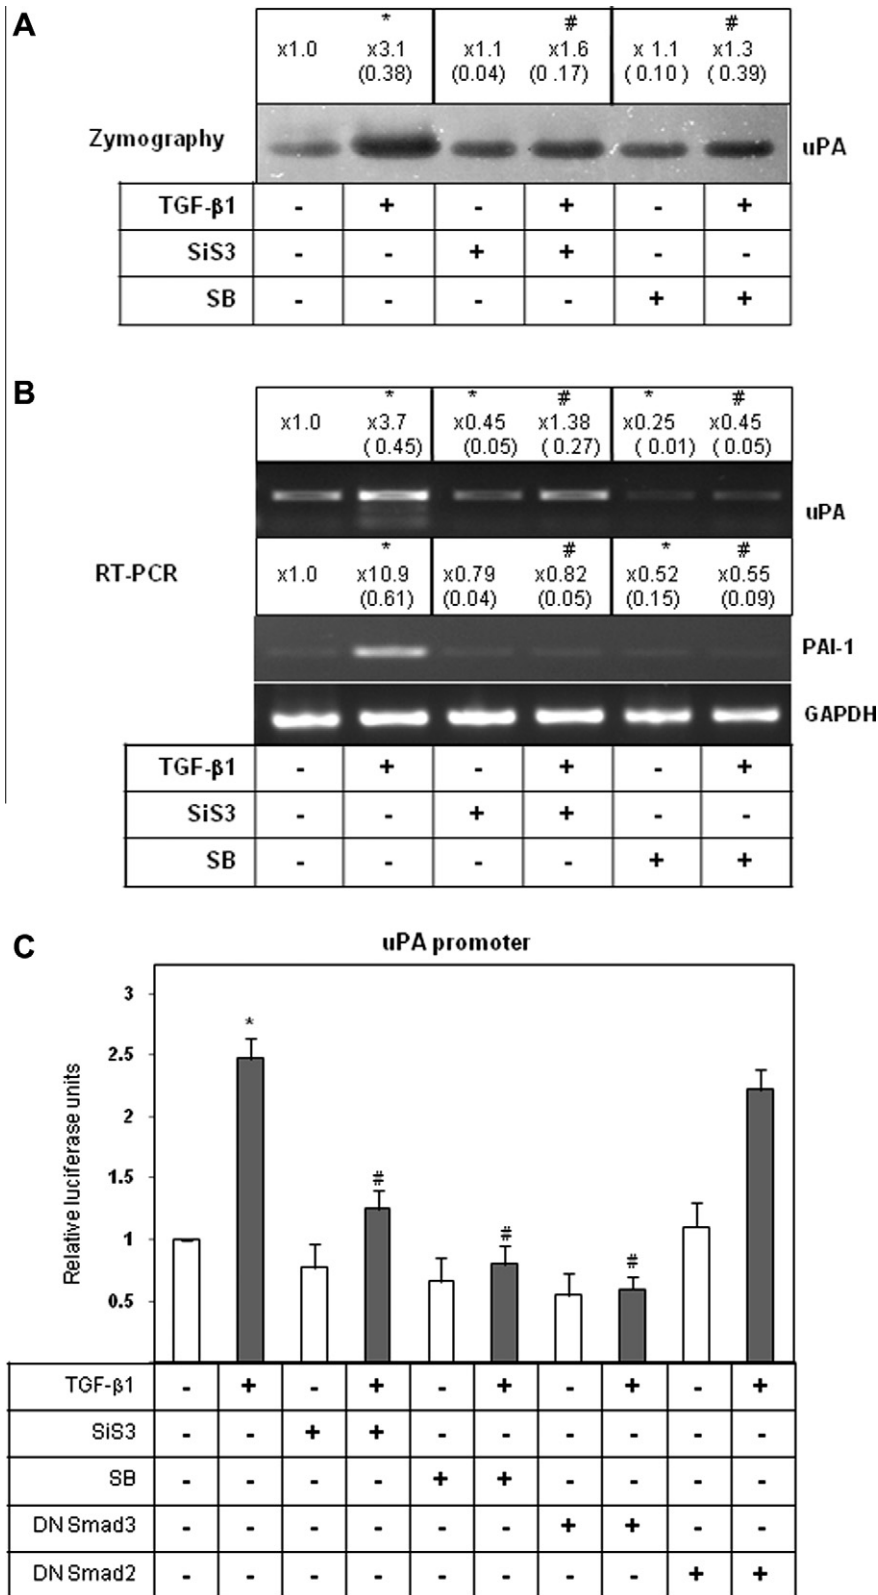 A
* # #
x1.0 x3.1 x1.1 x1.6 x 1.1 x1.3
(0.38) (0.04) (0 .17) ( 0.10 ) (0.39)
Zymography uPA
TGF-β1 - + - + - +
SiS3 - - + + - -
SB - - - - + +
B
* * # * #
x1.0 x3.7 x0.45 x1.38 x0.25 x0.45
( 0.45) (0.05) ( 0.27) ( 0.01) ( 0.05)
uPA
* # * #
RT-PCR x1.0 x10.9 x0.79 x0.82 x0.52 x0.55
(0.61) (0.04) (0.05) (0.15) (0.09)
PAI-1
GAPDH
TGF-β1 - + - + - +
SiS3 - - + + - -
SB - - - - + +
C
uPA promoter
3
*
2.5
2
1.5
#
1
# #
0.5
Relative luciferase units
TGF-β1 - + - + - + - + - +
SiS3 - - + + - - - - - -
SB - - - - + + - - - -
DN Smad3 - - - - - - + + - -
DN Smad2 - - - - - - - - + +